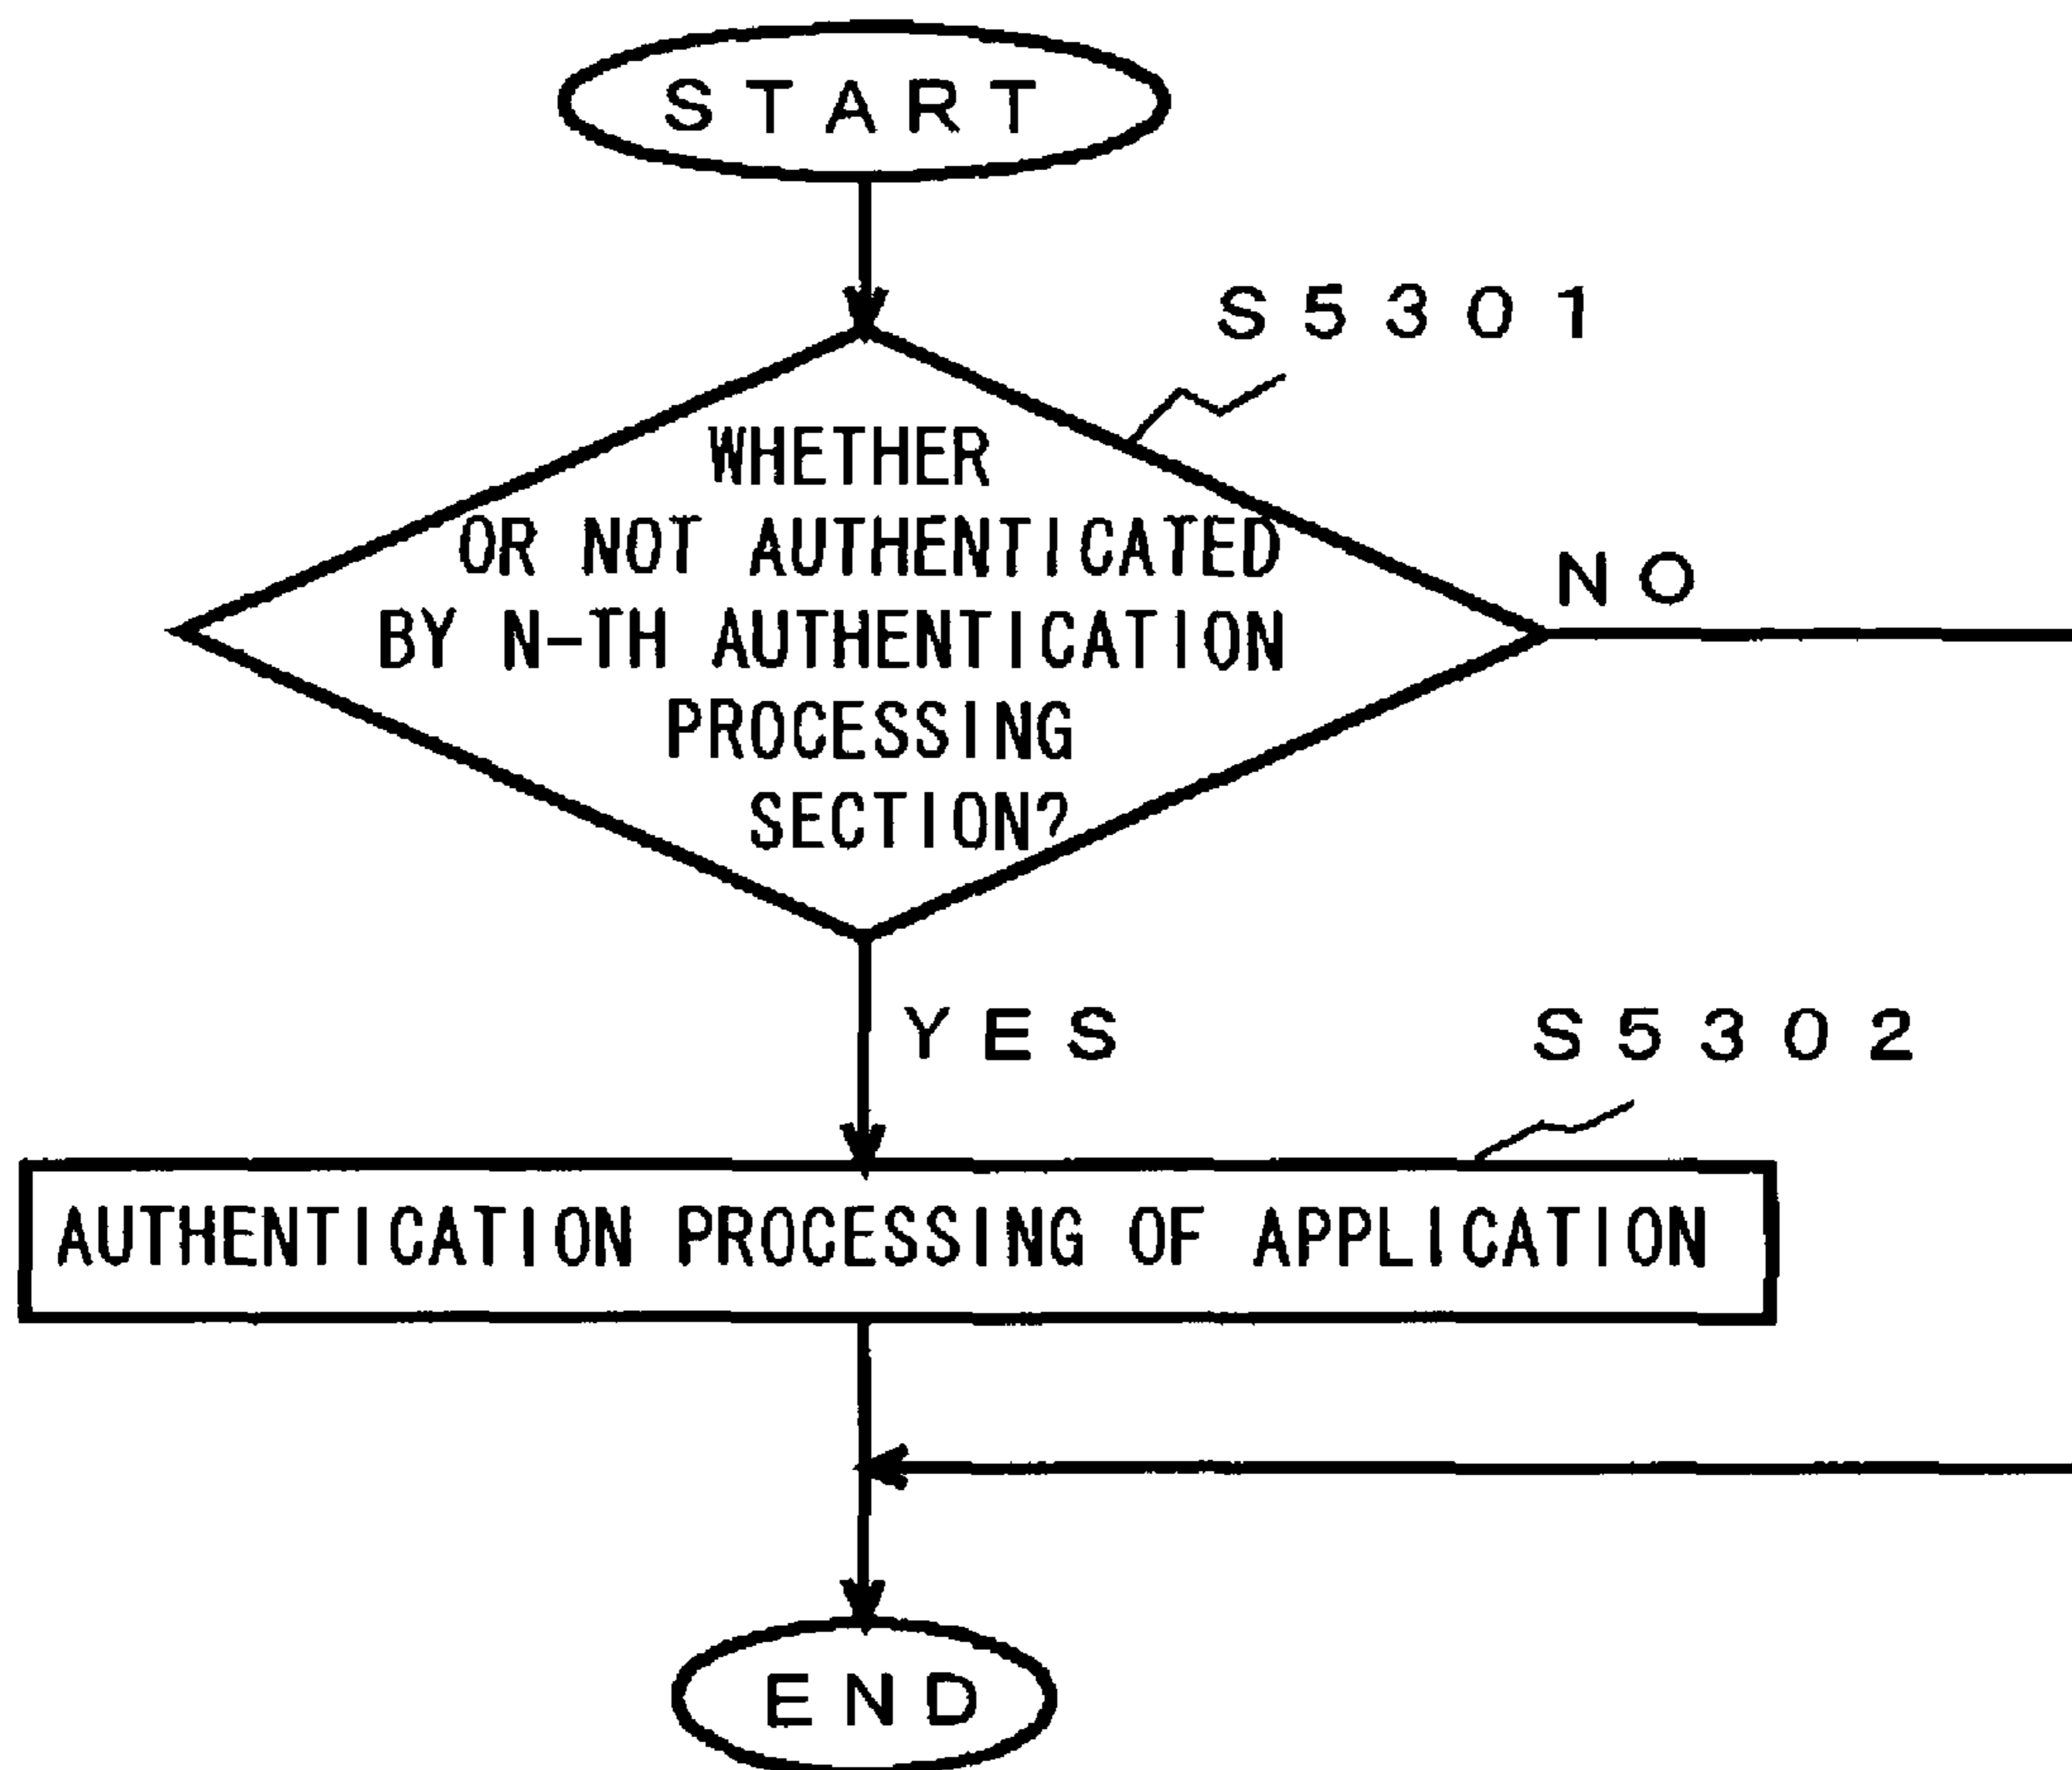 START
S5301
WHETHER
OR NOT AUTHENTICATED
BY N-TH AUTHENTICATION
PROCESSING
SECTION?
NO
YES
S5302
AUTHENTICATION PROCESSING OF APPLICATION
END